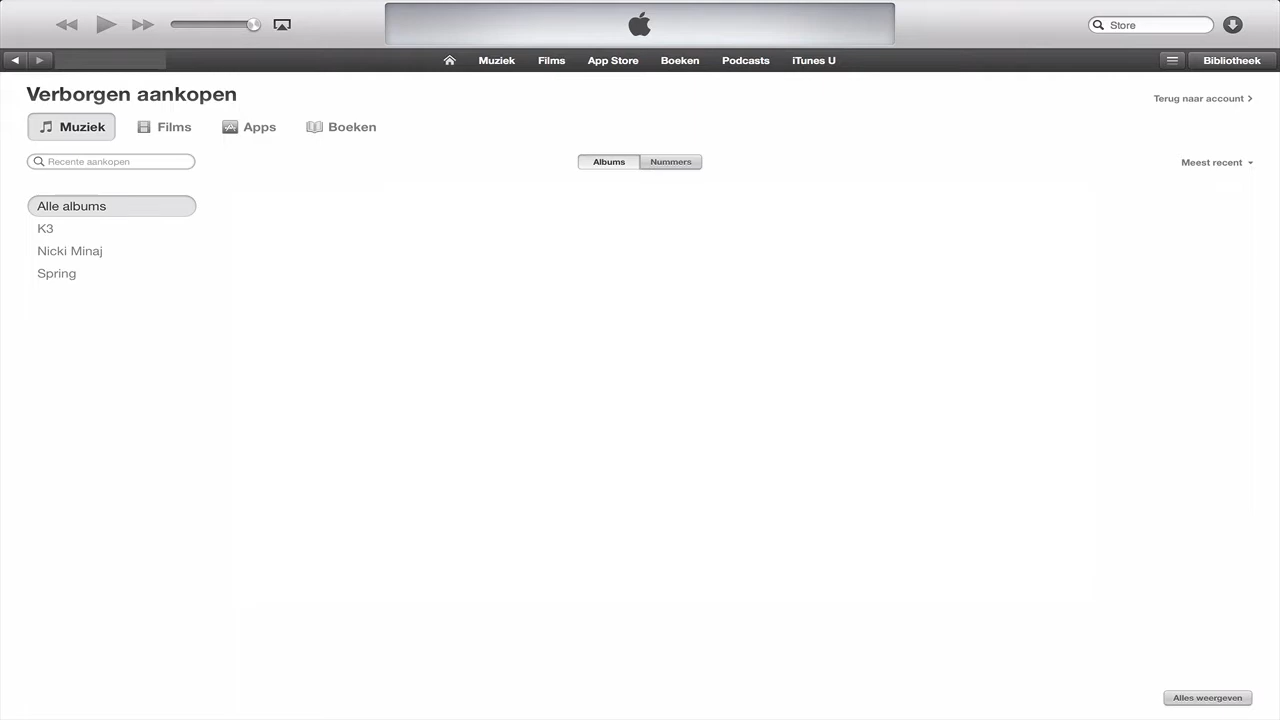 Store
Muziek Films App Store Boeken Podcasts iTunes U Bibliotheek
Verborgen aankopen
Terug naar account
Muziek Films Apps Boeken
Recente aankopen
Albums Nummers
Meest recent
Alle albums
K3
Nicki Minaj
Spring
Alles weergeven